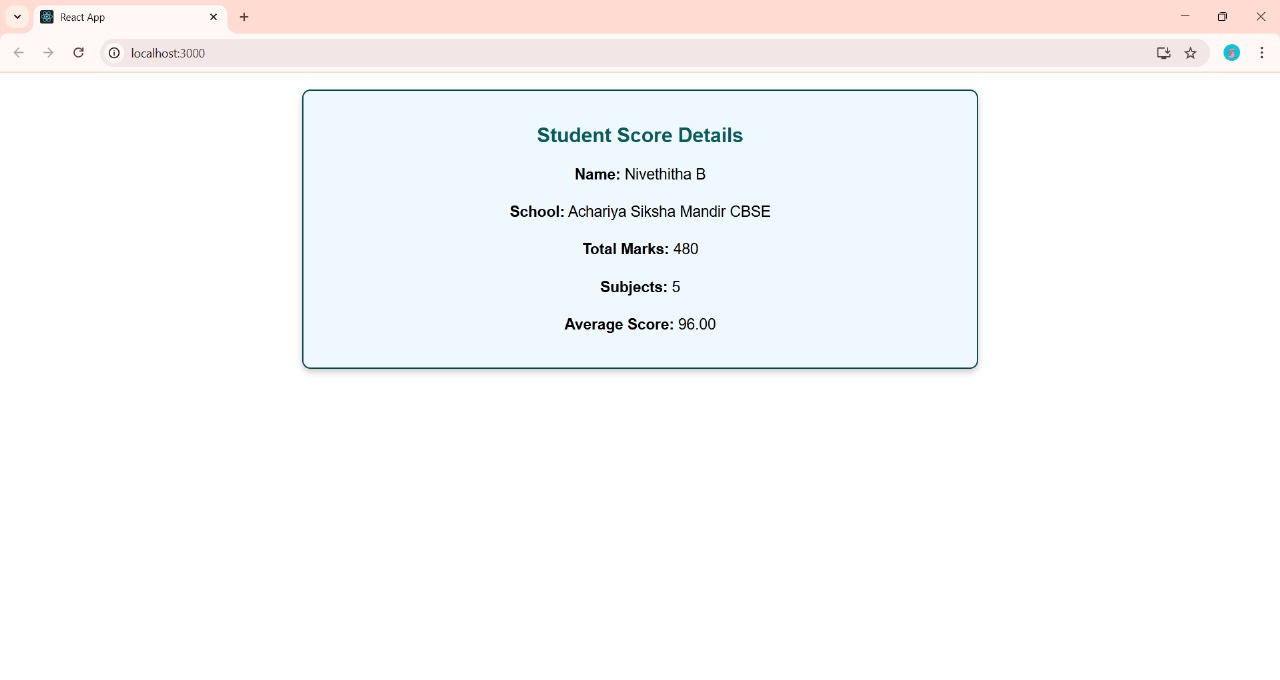 React App
localhost:3000
Student Score Details
Name: Nivethitha B
School: Achariya Siksha Mandir CBSE
Total Marks: 480
Subjects: 5
Average Score: 96.00